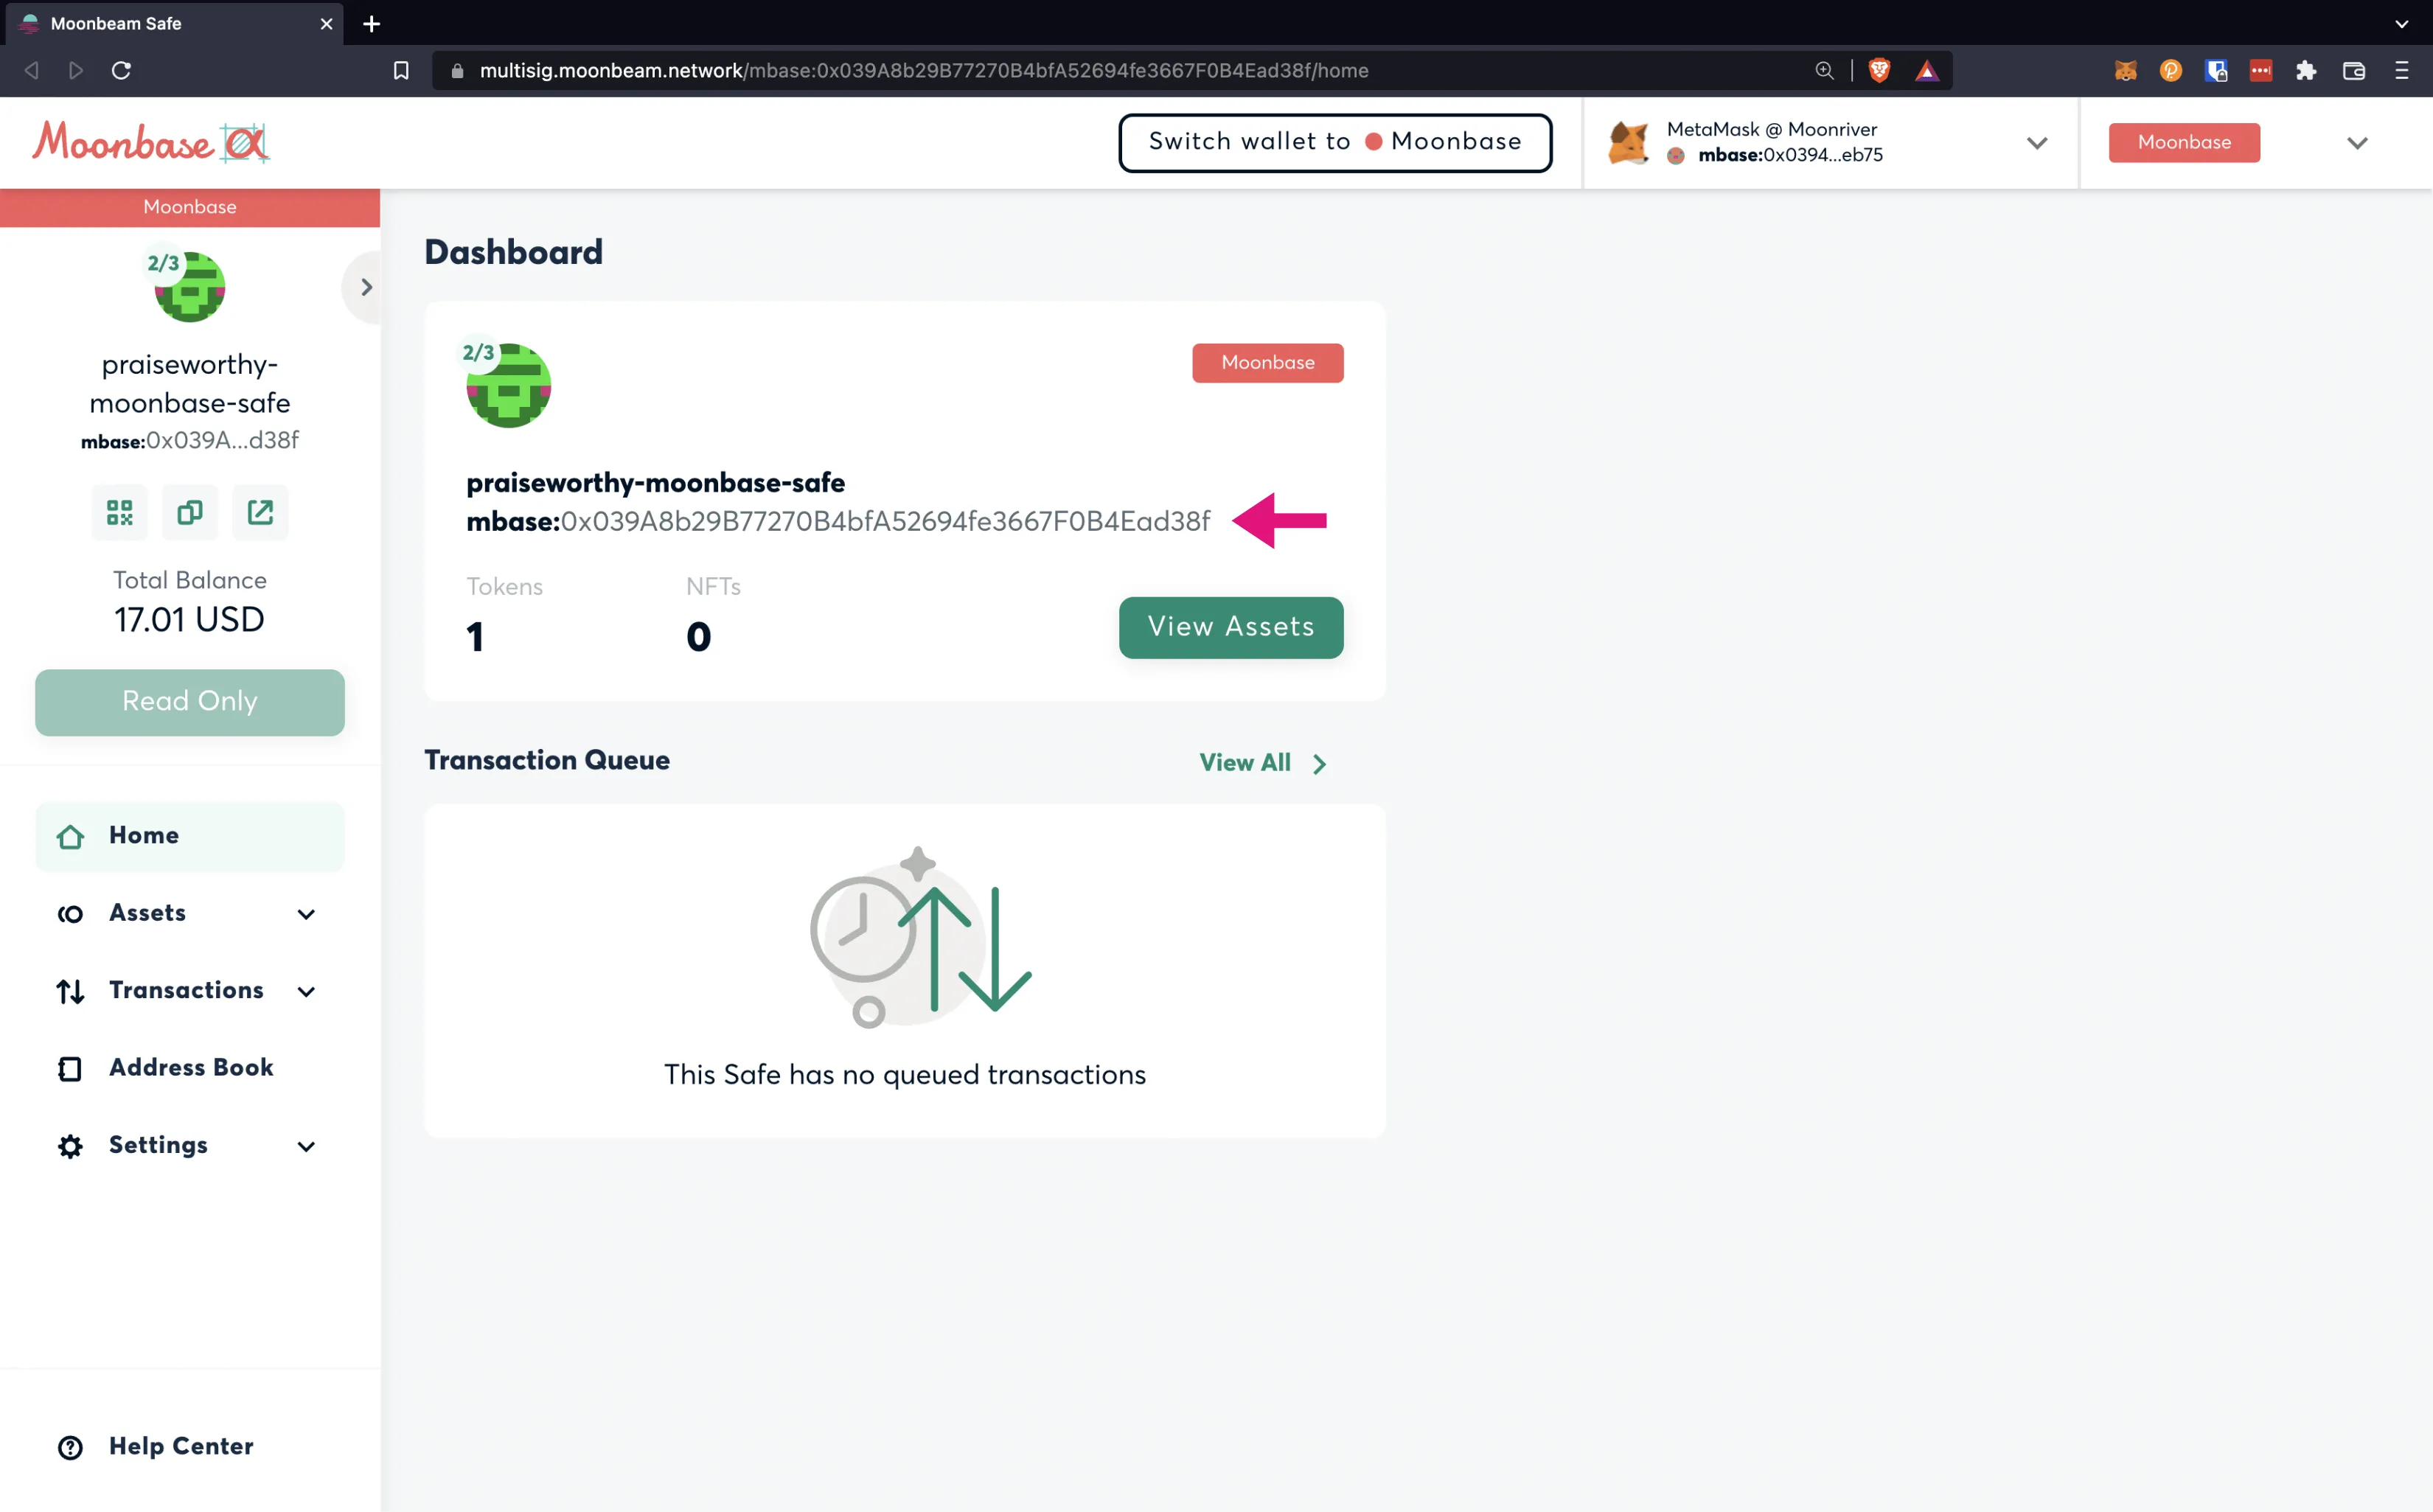 Moonbeam Safe
multisig.moonbeam.network/mbase:0x039A8b29B77270B4bfA52694fe3667F0B4Ead38f/home
Moonbase α
Switch wallet to Moonbase
MetaMask @ Moonriver
mbase:0x0394...eb75
Moonbase
Moonbase
2/3
praiseworthy-
moonbase-safe
mbase:0x039A...d38f
Total Balance
17.01 USD
Read Only
Home
Assets
Transactions
Address Book
Settings
Help Center
Dashboard
2/3
Moonbase
praiseworthy-moonbase-safe
mbase:0x039A8b29B77270B4bfA52694fe3667F0B4Ead38f
Tokens NFTs
1 0
View Assets
Transaction Queue
View All
This Safe has no queued transactions